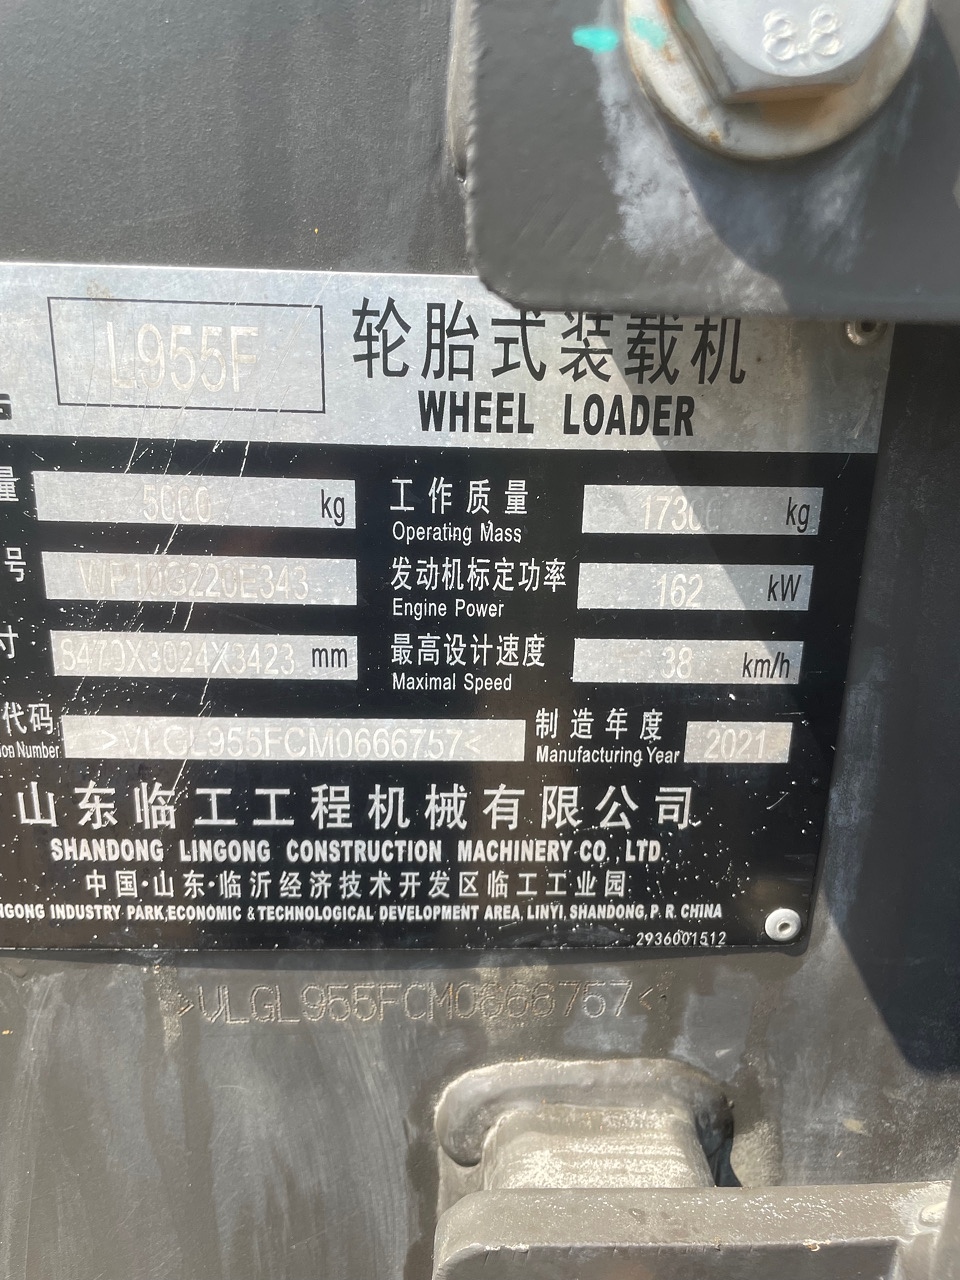 8.8
L955F
轮胎式装载机
WHEEL LOADER
量 5000 kg
工作质量 kg
Operating Mass
号 WP10G220E343
发动机标定功率 162 kW
Engine Power
寸 8479X3024X3423 mm
最高设计速度 38 km/h
Maximal Speed
代码 >VLGL955FCM0666757<
Number
制造年度 2021
Manufacturing Year
山东临工工程机械有限公司
SHANDONG LINGONG CONSTRUCTION MACHINERY CO., LTD.
中国·山东·临沂经济技术开发区临工工业园
NGONG INDUSTRY PARK,ECONOMIC & TECHNOLOGICAL DEVELOPMENT AREA, LINYI, SHANDONG, P. R. CHINA
2936001512
>VLGL955FCM0666757<